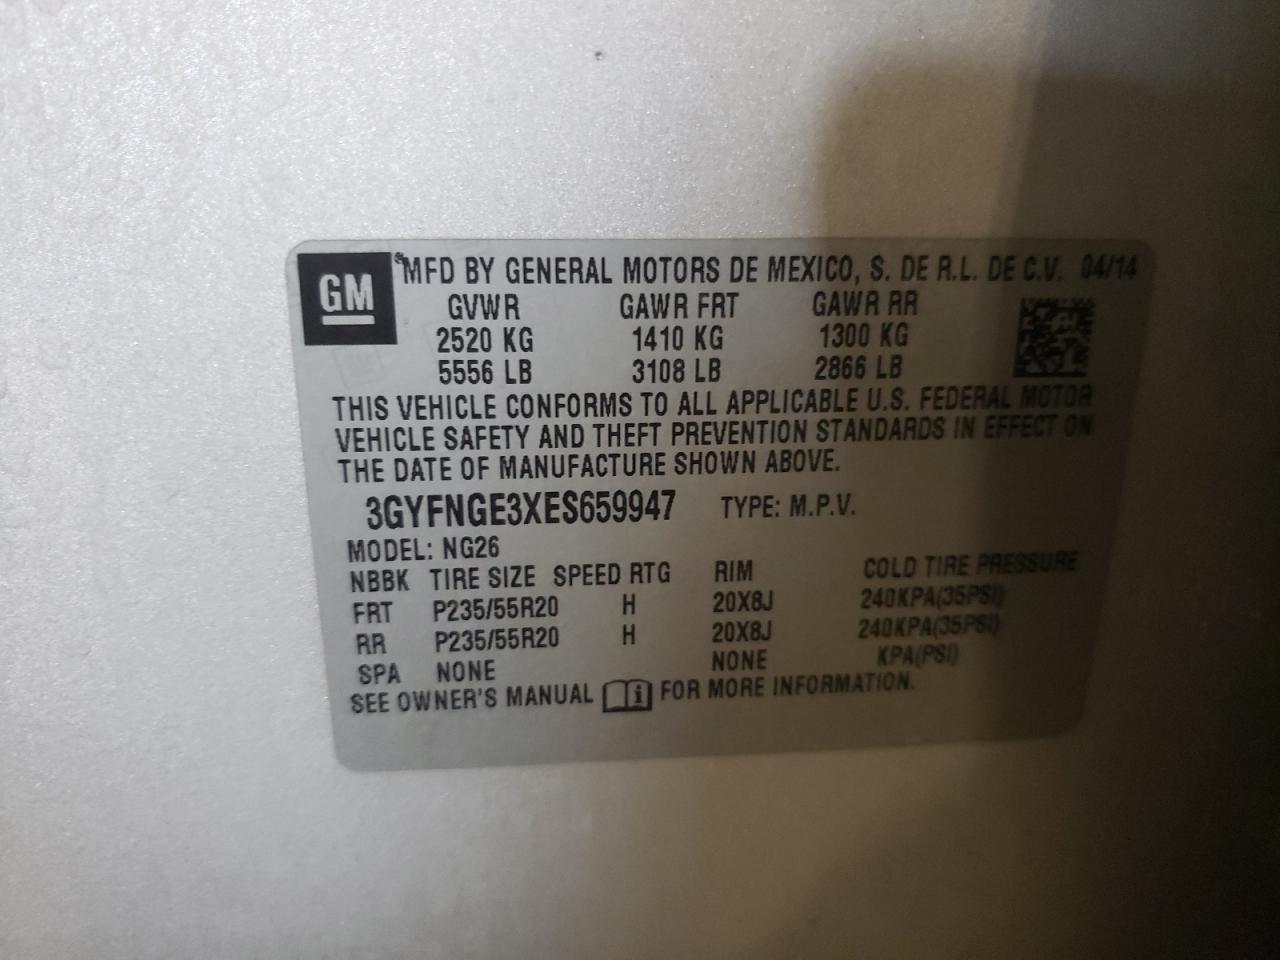 GM
MFD BY GENERAL MOTORS DE MEXICO, S. DE R.L. DE C.V. 04/14
GVWR GAWR FRT GAWR RR
2520 KG 1410 KG 1300 KG
5556 LB 3108 LB 2866 LB
THIS VEHICLE CONFORMS TO ALL APPLICABLE U.S. FEDERAL MOTOR
VEHICLE SAFETY AND THEFT PREVENTION STANDARDS IN EFFECT ON
THE DATE OF MANUFACTURE SHOWN ABOVE.
3GYFNGE3XES659947 TYPE: M.P.V.
MODEL: NG26
NBBK TIRE SIZE SPEED RTG RIM COLD TIRE PRESSURE
FRT P235/55R20 H 20X8J 240KPA(35PSI)
RR P235/55R20 H 20X8J 240KPA(35PSI)
SPA NONE NONE KPA(PSI)
SEE OWNER'S MANUAL FOR MORE INFORMATION.